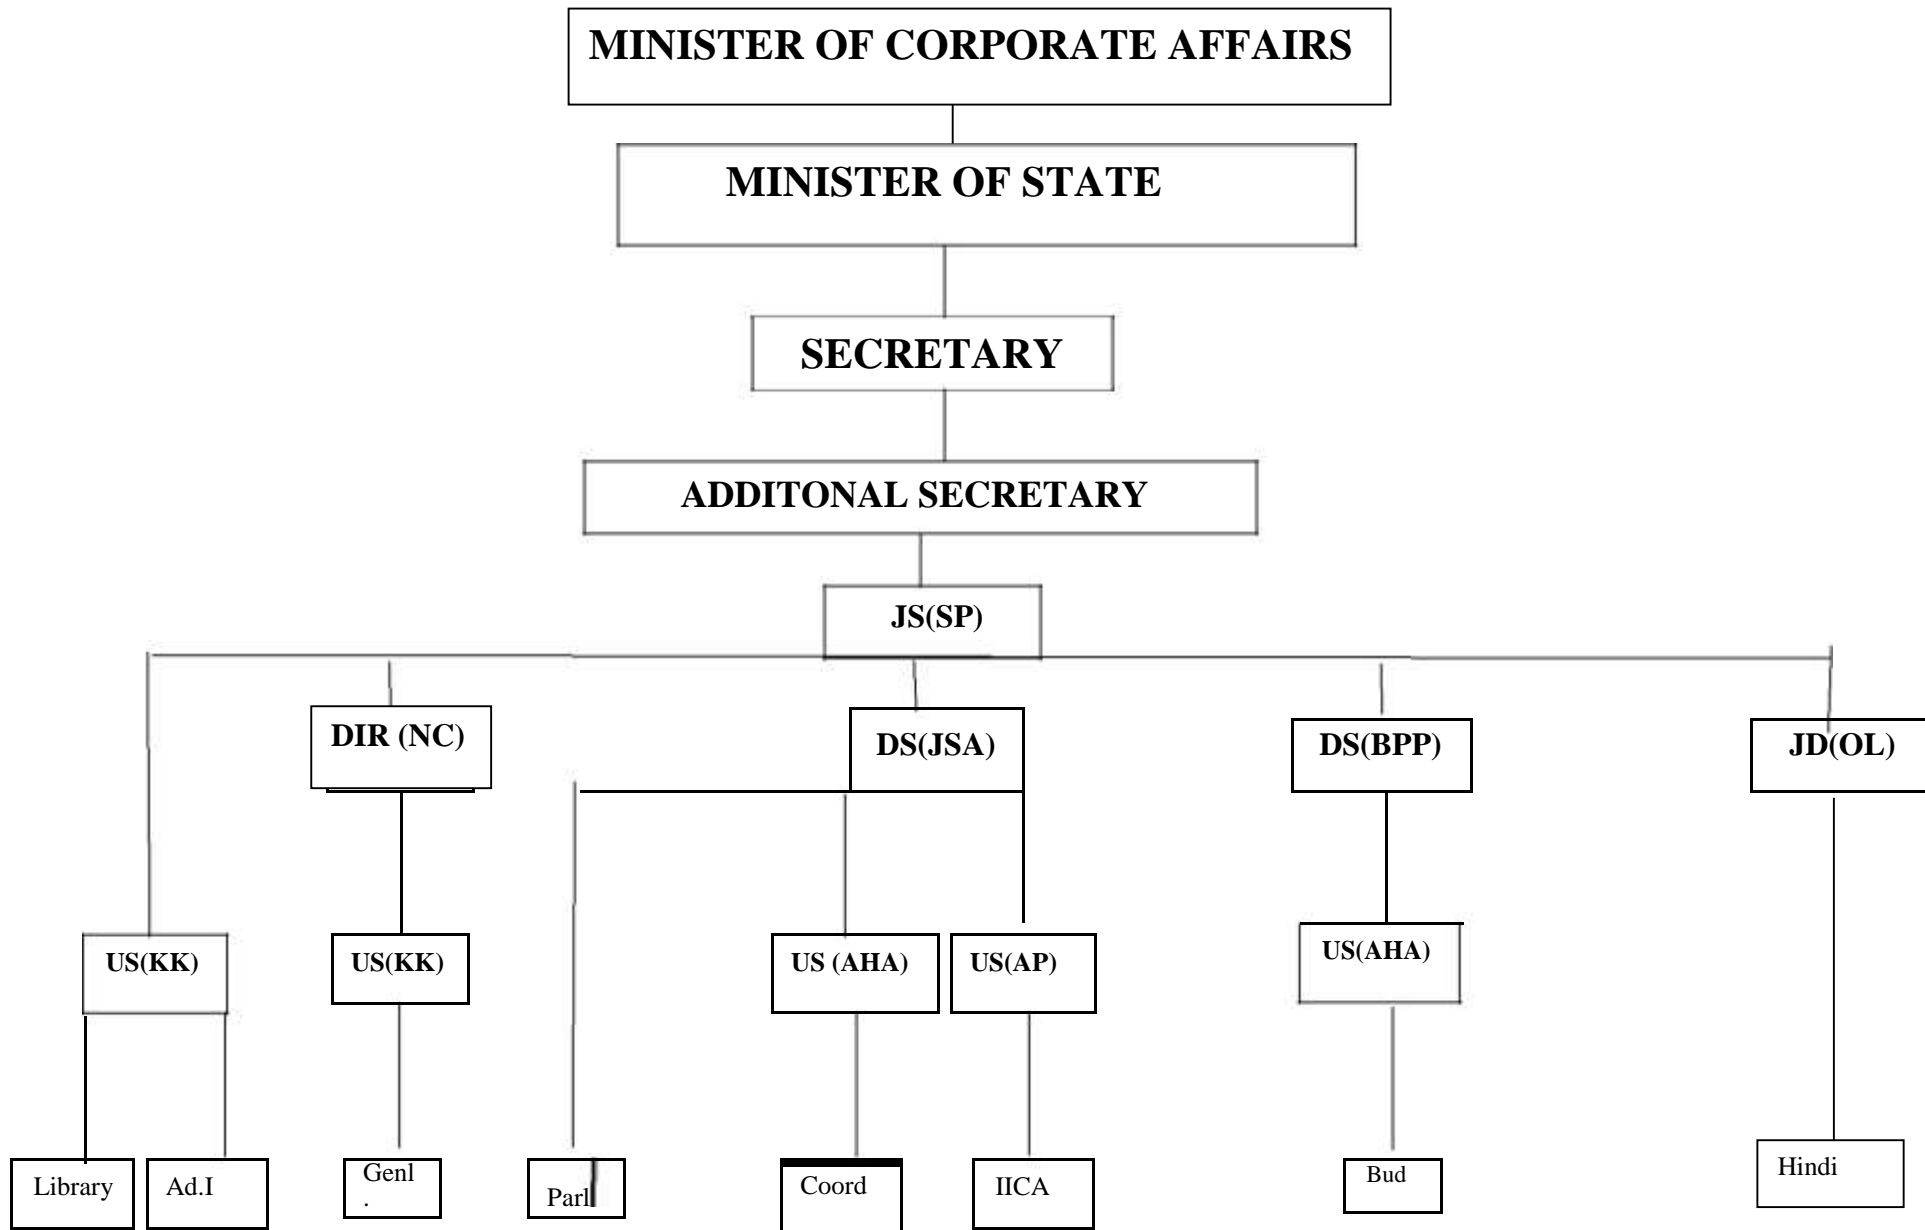 MINISTER OF CORPORATE AFFAIRS
MINISTER OF STATE
SECRETARY
ADDITONAL SECRETARY
JS(SP)
DIR (NC)
DS(JSA)
DS(BPP)
JD(OL)
US(KK)
US(KK)
US (AHA)
US(AP)
US(AHA)
Library
Ad.I
Genl
.
Parl
Coord
IICA
Bud
Hindi